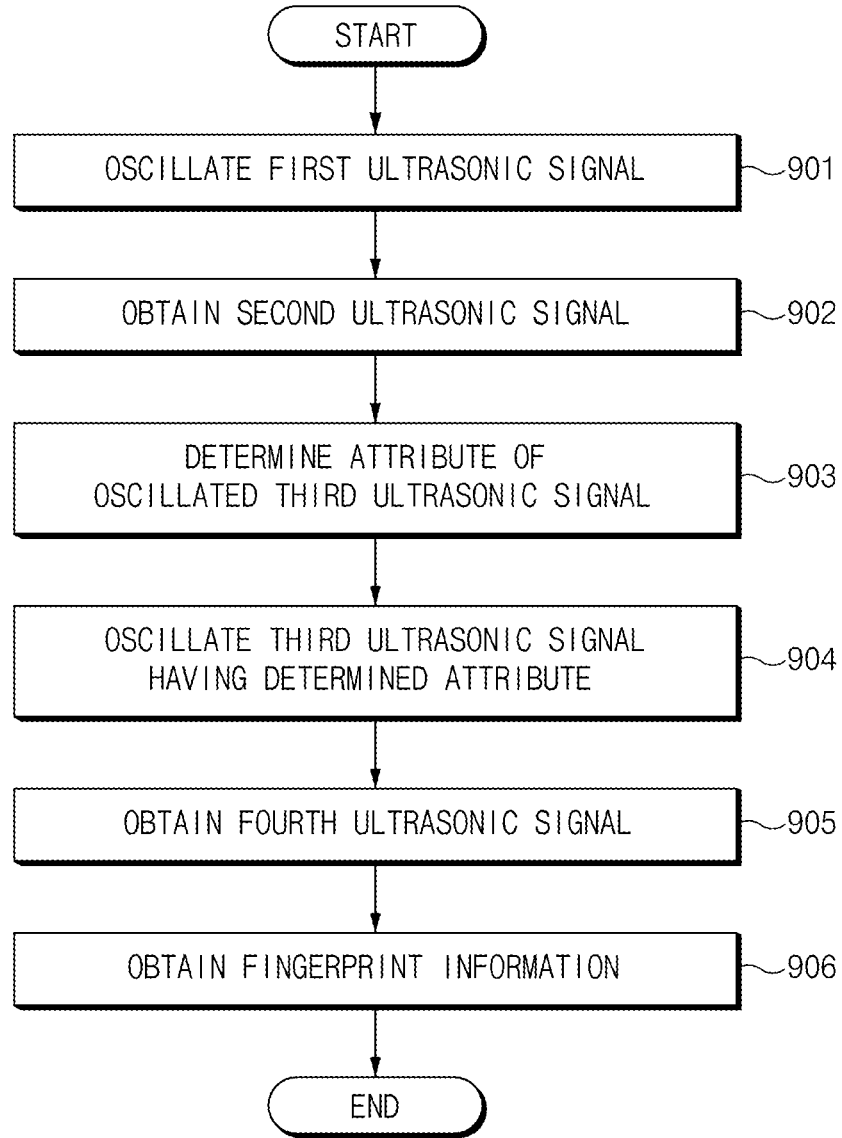 START
OSCILLATE FIRST ULTRASONIC SIGNAL
901
OBTAIN SECOND ULTRASONIC SIGNAL
902
DETERMINE ATTRIBUTE OF
OSCILLATED THIRD ULTRASONIC SIGNAL
903
OSCILLATE THIRD ULTRASONIC SIGNAL
HAVING DETERMINED ATTRIBUTE
904
OBTAIN FOURTH ULTRASONIC SIGNAL
905
OBTAIN FINGERPRINT INFORMATION
906
END